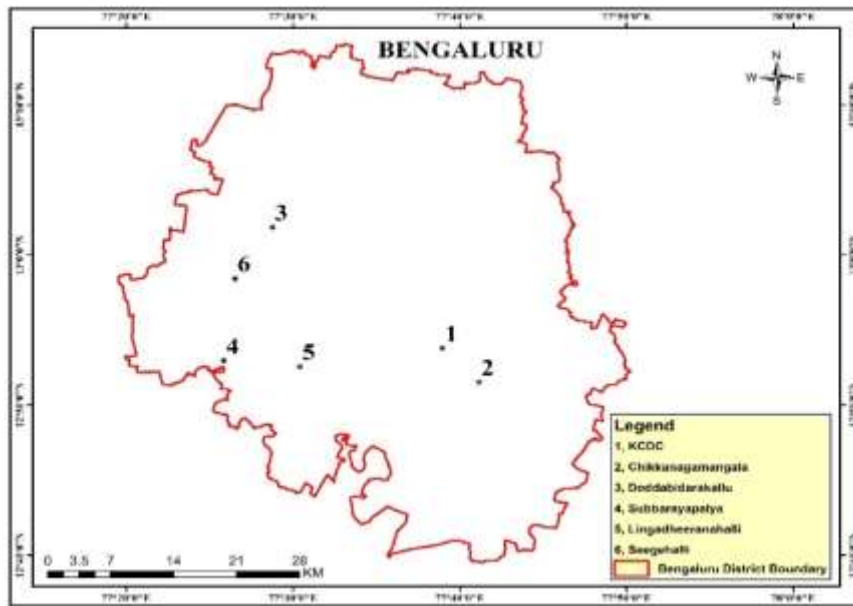 BENGALURU
N
W E
S
3
6
1
4
5
2
Legend
1, KCDC
2, Chikkanagamangala
3, Doddabidarakallu
4, Subbarayapalya
5, Lingadheeranahalli
6, Seegehalli
Bengaluru District Boundary
0 3.5 7 14 21 28
KM